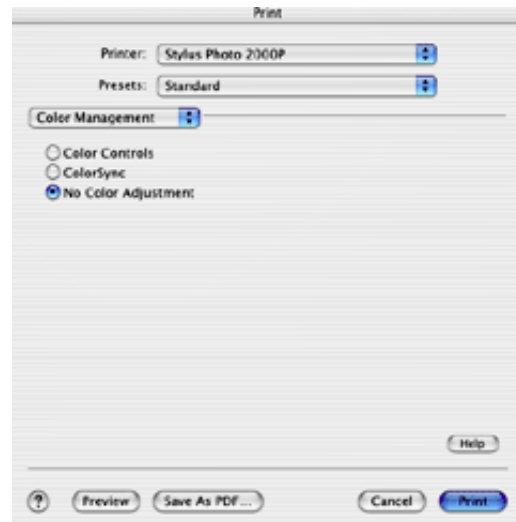 Print
Printer: Stylus Photo 2000P
Presets: Standard
Color Management
Color Controls
ColorSync
No Color Adjustment
Help
? Preview Save As PDF... Cancel Print